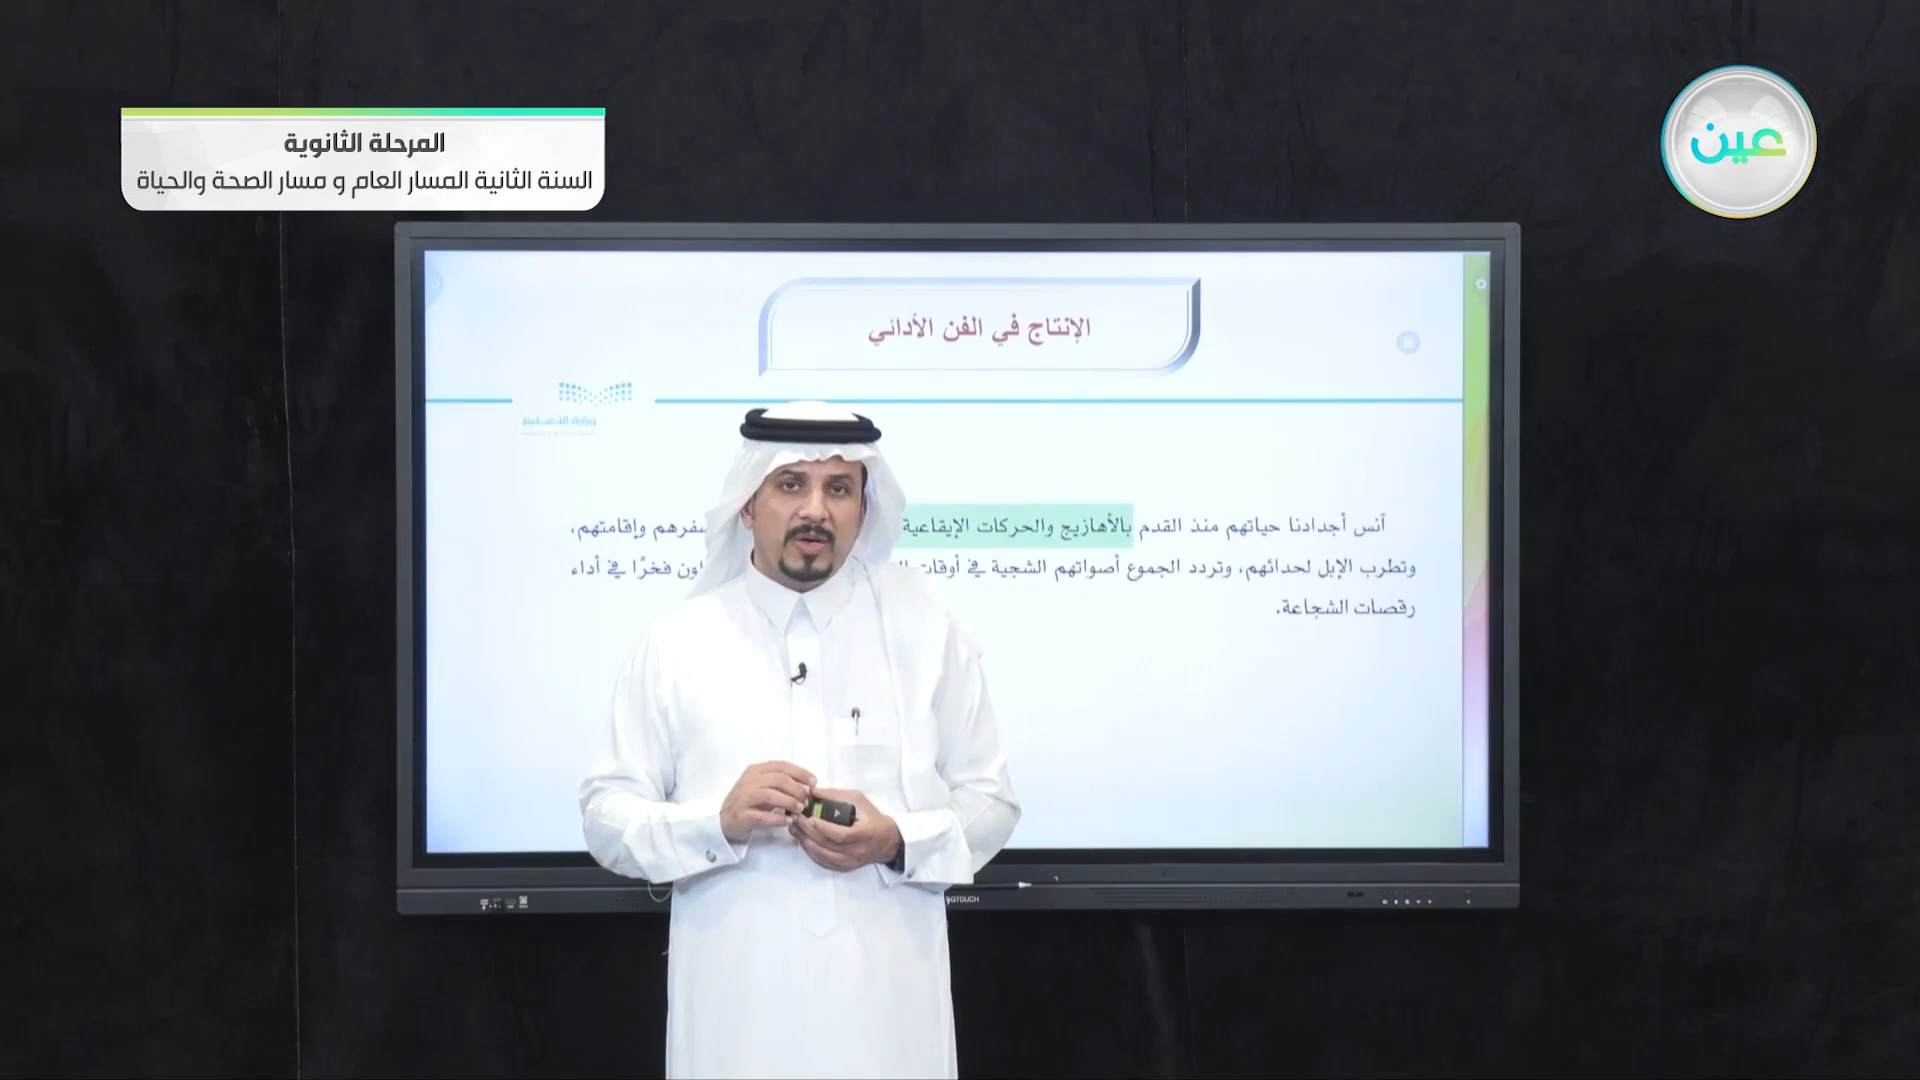 المرحلة الثانوية
السنة الثانية المسار العام و مسار الصحة والحياة
عين
الإنتاج في الفن الأدائي
وزارة التعليم
آنس أجدادنا حياتهم منذ القدم بالأهازيج والحركات الإيقاعية سفرهم وإقامتهم،
وتطرب الإبل لحدائهم، وتردد الجموع أصواتهم الشجية في أوقات فخرًا في أداء
رقصات الشجاعة.